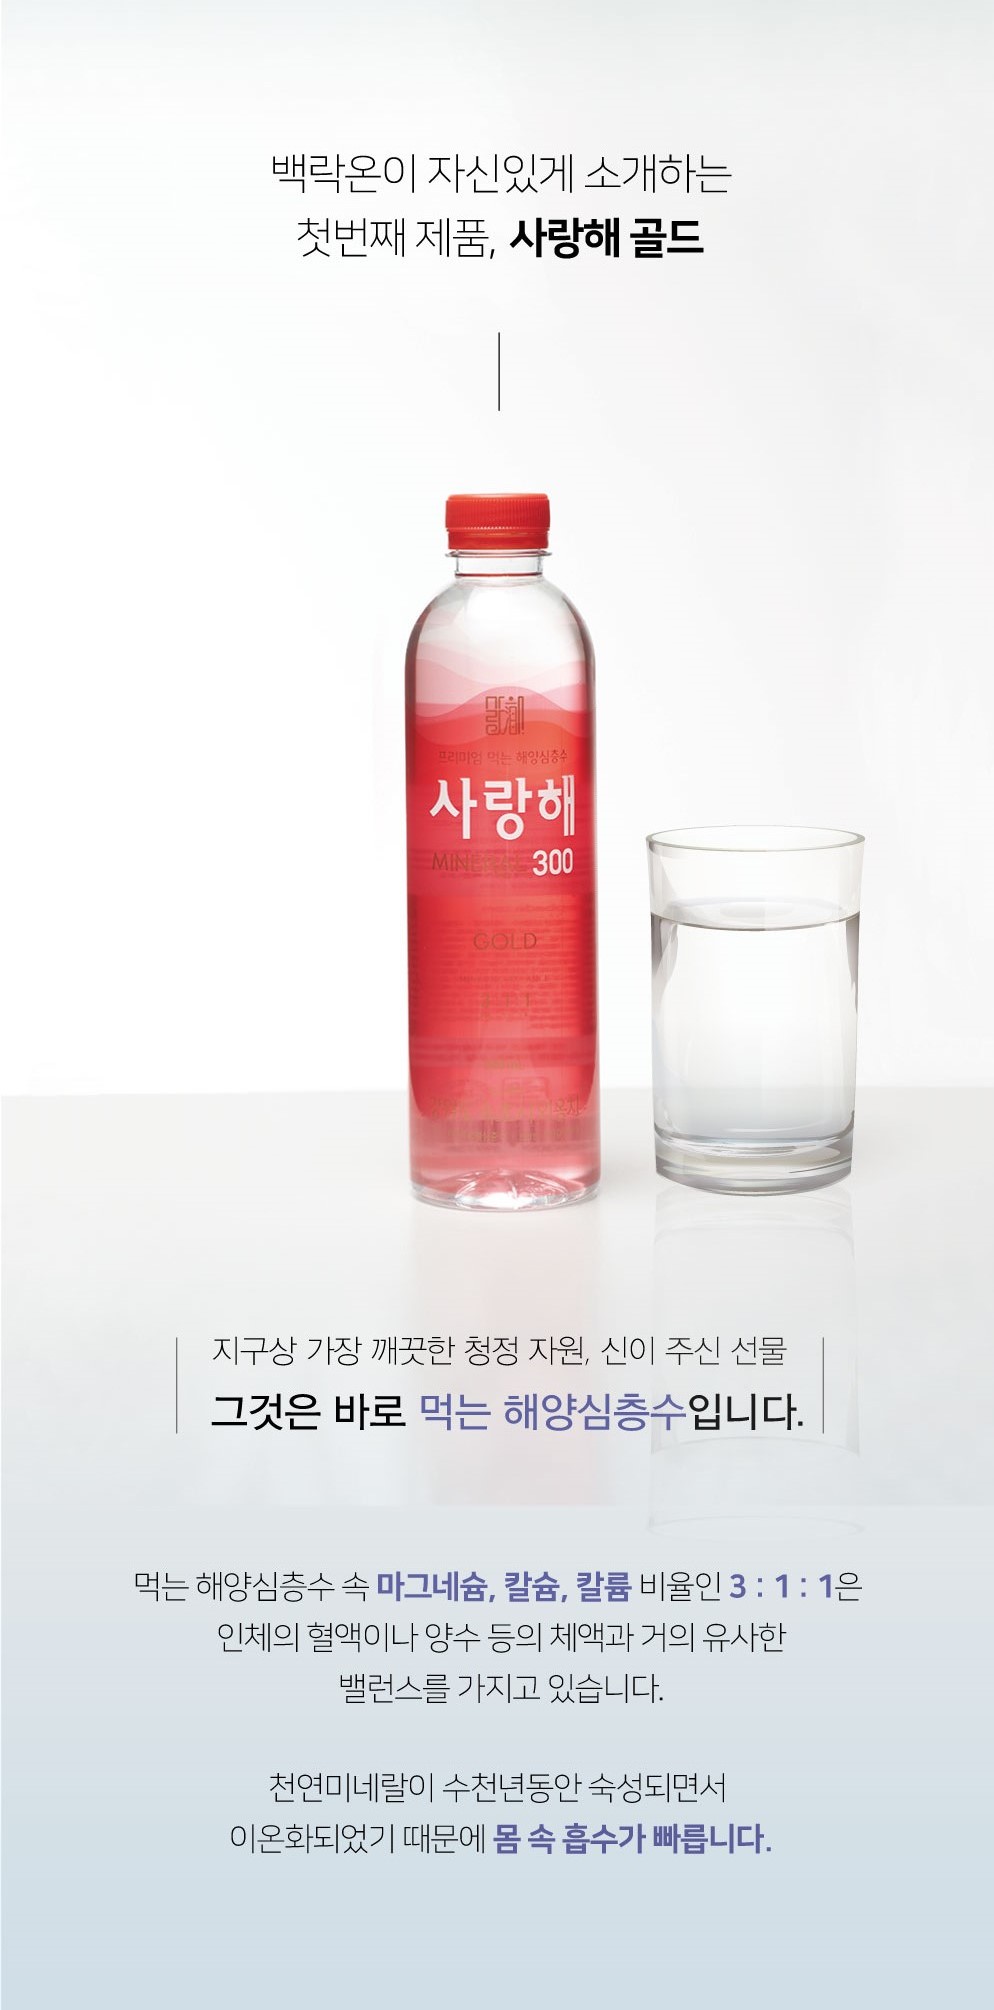 백락온이 자신있게 소개하는
첫번째 제품, 사랑해 골드
프리미엄 먹는 해양심층수
사랑해
MINERAL 300
GOLD
지구상 가장 깨끗한 청정 자원, 신이 주신 선물
그것은 바로 먹는 해양심층수입니다.
먹는 해양심층수 속 마그네슘, 칼슘, 칼륨 비율인 3 : 1 : 1은
인체의 혈액이나 양수 등의 체액과 거의 유사한
밸런스를 가지고 있습니다.
천연미네랄이 수천년동안 숙성되면서
이온화되었기 때문에 몸 속 흡수가 빠릅니다.